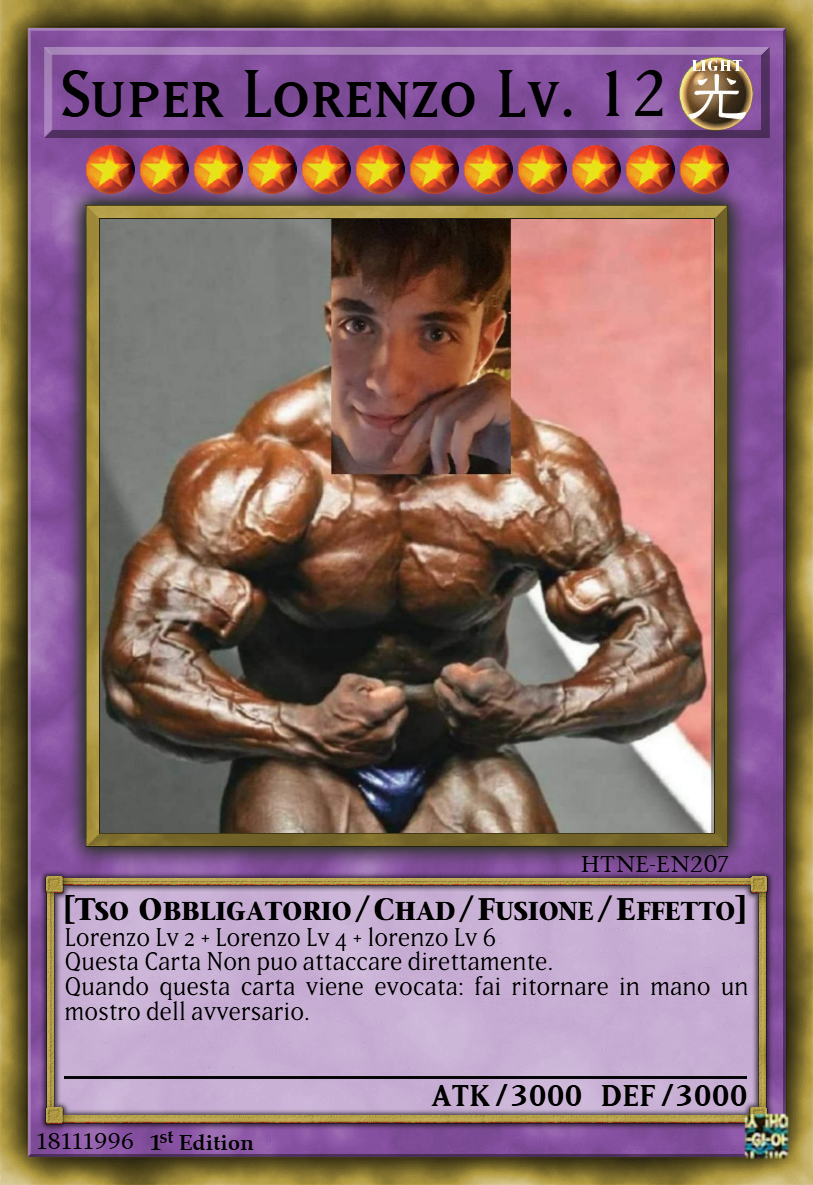 Super Lorenzo Lv. 12
LIGHT
光
HTNE-EN207
[Tso Obbligatorio/Chad/Fusione/Effetto]
Lorenzo Lv 2 + Lorenzo Lv 4 + lorenzo Lv 6
Questa Carta Non puo attaccare direttamente.
Quando questa carta viene evocata: fai ritornare in mano un
mostro dell avversario.
ATK/3000 DEF/3000
18111996 1st Edition